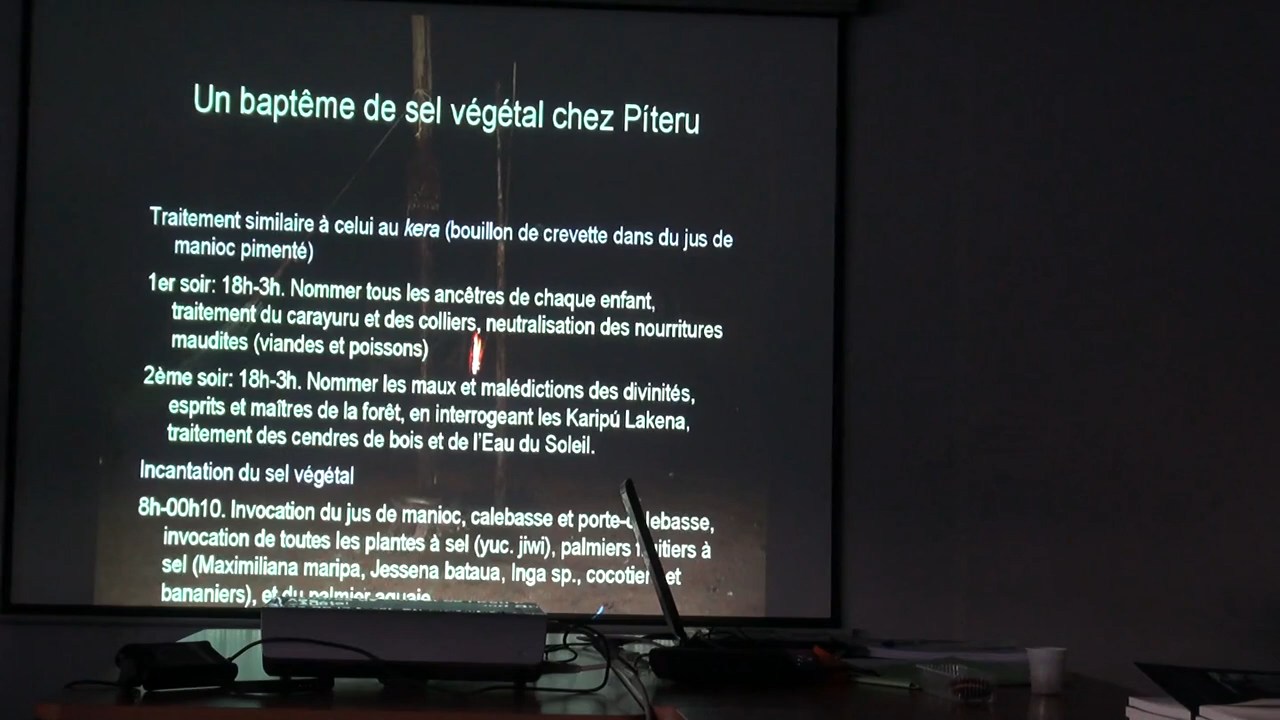 Un baptême de sel végétal chez Píteru
Traitement similaire à celui au kera (bouillon de crevette dans du jus de
manioc pimenté)
1er soir: 18h-3h. Nommer tous les ancêtres de chaque enfant,
traitement du carayuru et des colliers, neutralisation des nourritures
maudites (viandes et poissons)
2ème soir: 18h-3h. Nommer les maux et malédictions des divinités,
esprits et maîtres de la forêt, en interrogeant les Karipú Lakena,
traitement des cendres de bois et de l'Eau du Soleil.
Incantation du sel végétal
8h-00h10. Invocation du jus de manioc, calebasse et porte-calebasse,
invocation de toutes les plantes à sel (yuc. jiwi), palmiers fruitiers à
sel (Maximiliana maripa, Jessena bataua, Inga sp., cocotier et
bananiers), et du palmier aguaje